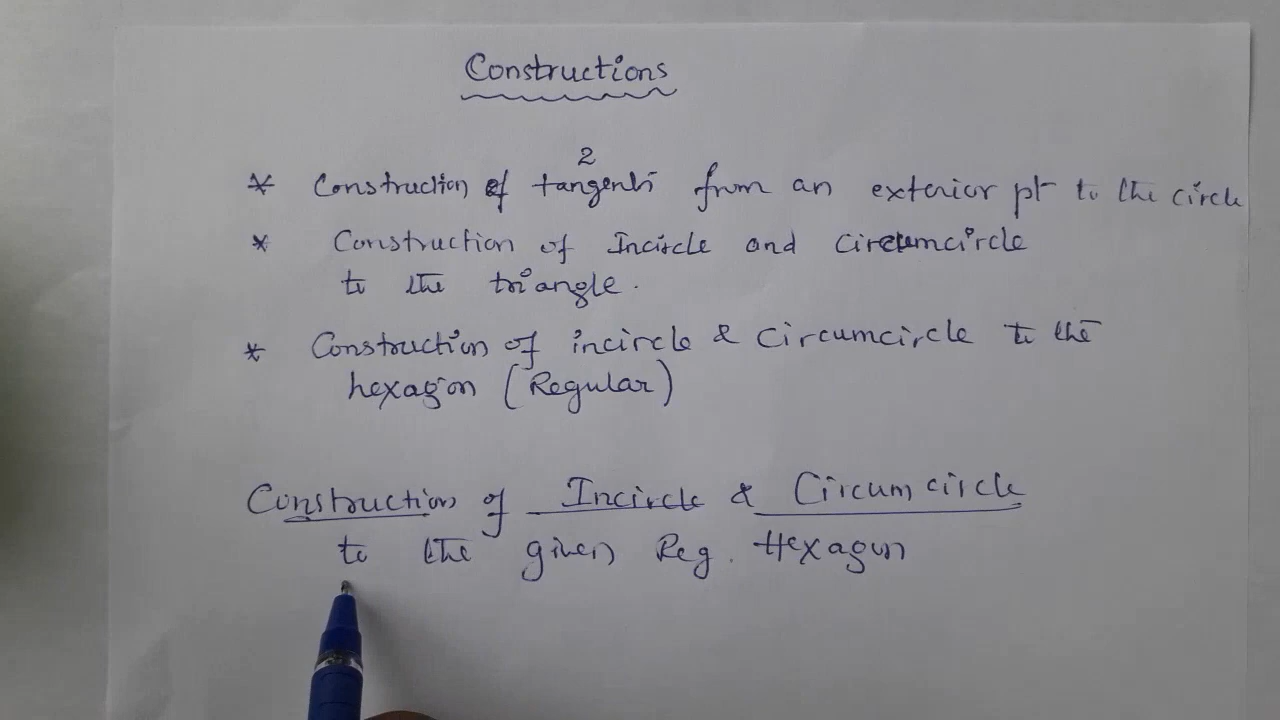 Constructions
2
* Construction of tangents from an exterior pt to the circle
* Construction of Incircle and Circumcircle
to the triangle.
* Construction of incircle & Circumcircle to the
hexagon (Regular)
Construction of Incircle & Circumcircle
to the given Reg. Hexagon